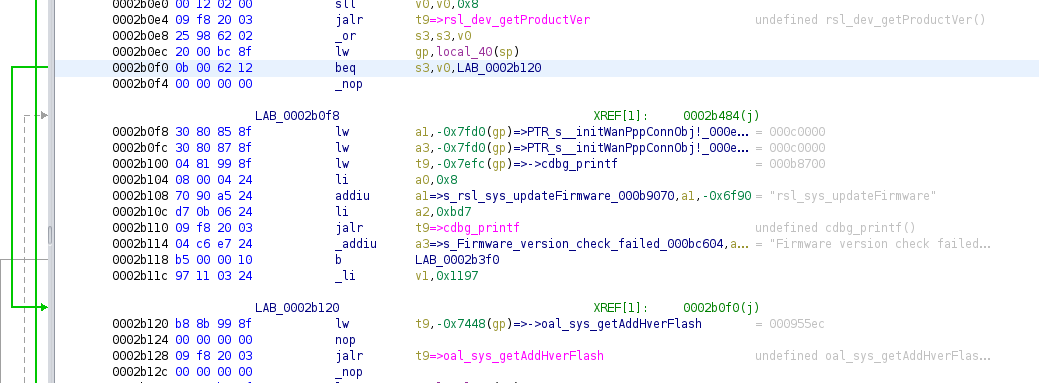 0002b0e0 00 12 02 00 sll v0,v0,0x8
0002b0e4 09 f8 20 03 jalr t9=>rsl_dev_getProductVer undefined rsl_dev_getProductVer()
0002b0e8 25 98 62 02 _or s3,s3,v0
0002b0ec 20 00 bc 8f lw gp,local_40(sp)
0002b0f0 0b 00 62 12 beq s3,v0,LAB_0002b120
0002b0f4 00 00 00 00 _nop
LAB_0002b0f8 XREF[1]: 0002b484(j)
0002b0f8 30 80 85 8f lw a1,-0x7fd0(gp)=>PTR_s__initWanPppConnObj!_000e... = 000c0000
0002b0fc 30 80 87 8f lw a3,-0x7fd0(gp)=>PTR_s__initWanPppConnObj!_000e... = 000c0000
0002b100 04 81 99 8f lw t9,-0x7efc(gp)=>->cdbg_printf = 000b8700
0002b104 08 00 04 24 li a0,0x8
0002b108 70 90 a5 24 addiu a1=>s_rsl_sys_updateFirmware_000b9070,a1,-0x6f90 = "rsl_sys_updateFirmware"
0002b10c d7 0b 06 24 li a2,0xbd7
0002b110 09 f8 20 03 jalr t9=>cdbg_printf undefined cdbg_printf()
0002b114 04 c6 e7 24 _addiu a3=>s_Firmware_version_check_failed_000bc604,a... = "Firmware version check failed...
0002b118 b5 00 00 10 b LAB_0002b3f0
0002b11c 97 11 03 24 _li v1,0x1197
LAB_0002b120 XREF[1]: 0002b0f0(j)
0002b120 b8 8b 99 8f lw t9,-0x7448(gp)=>->oal_sys_getAddHverFlash = 000955ec
0002b124 00 00 00 00 nop
0002b128 09 f8 20 03 jalr t9=>oal_sys_getAddHverFlash undefined oal_sys_getAddHverFlas...
0002b12c 00 00 00 00 _nop